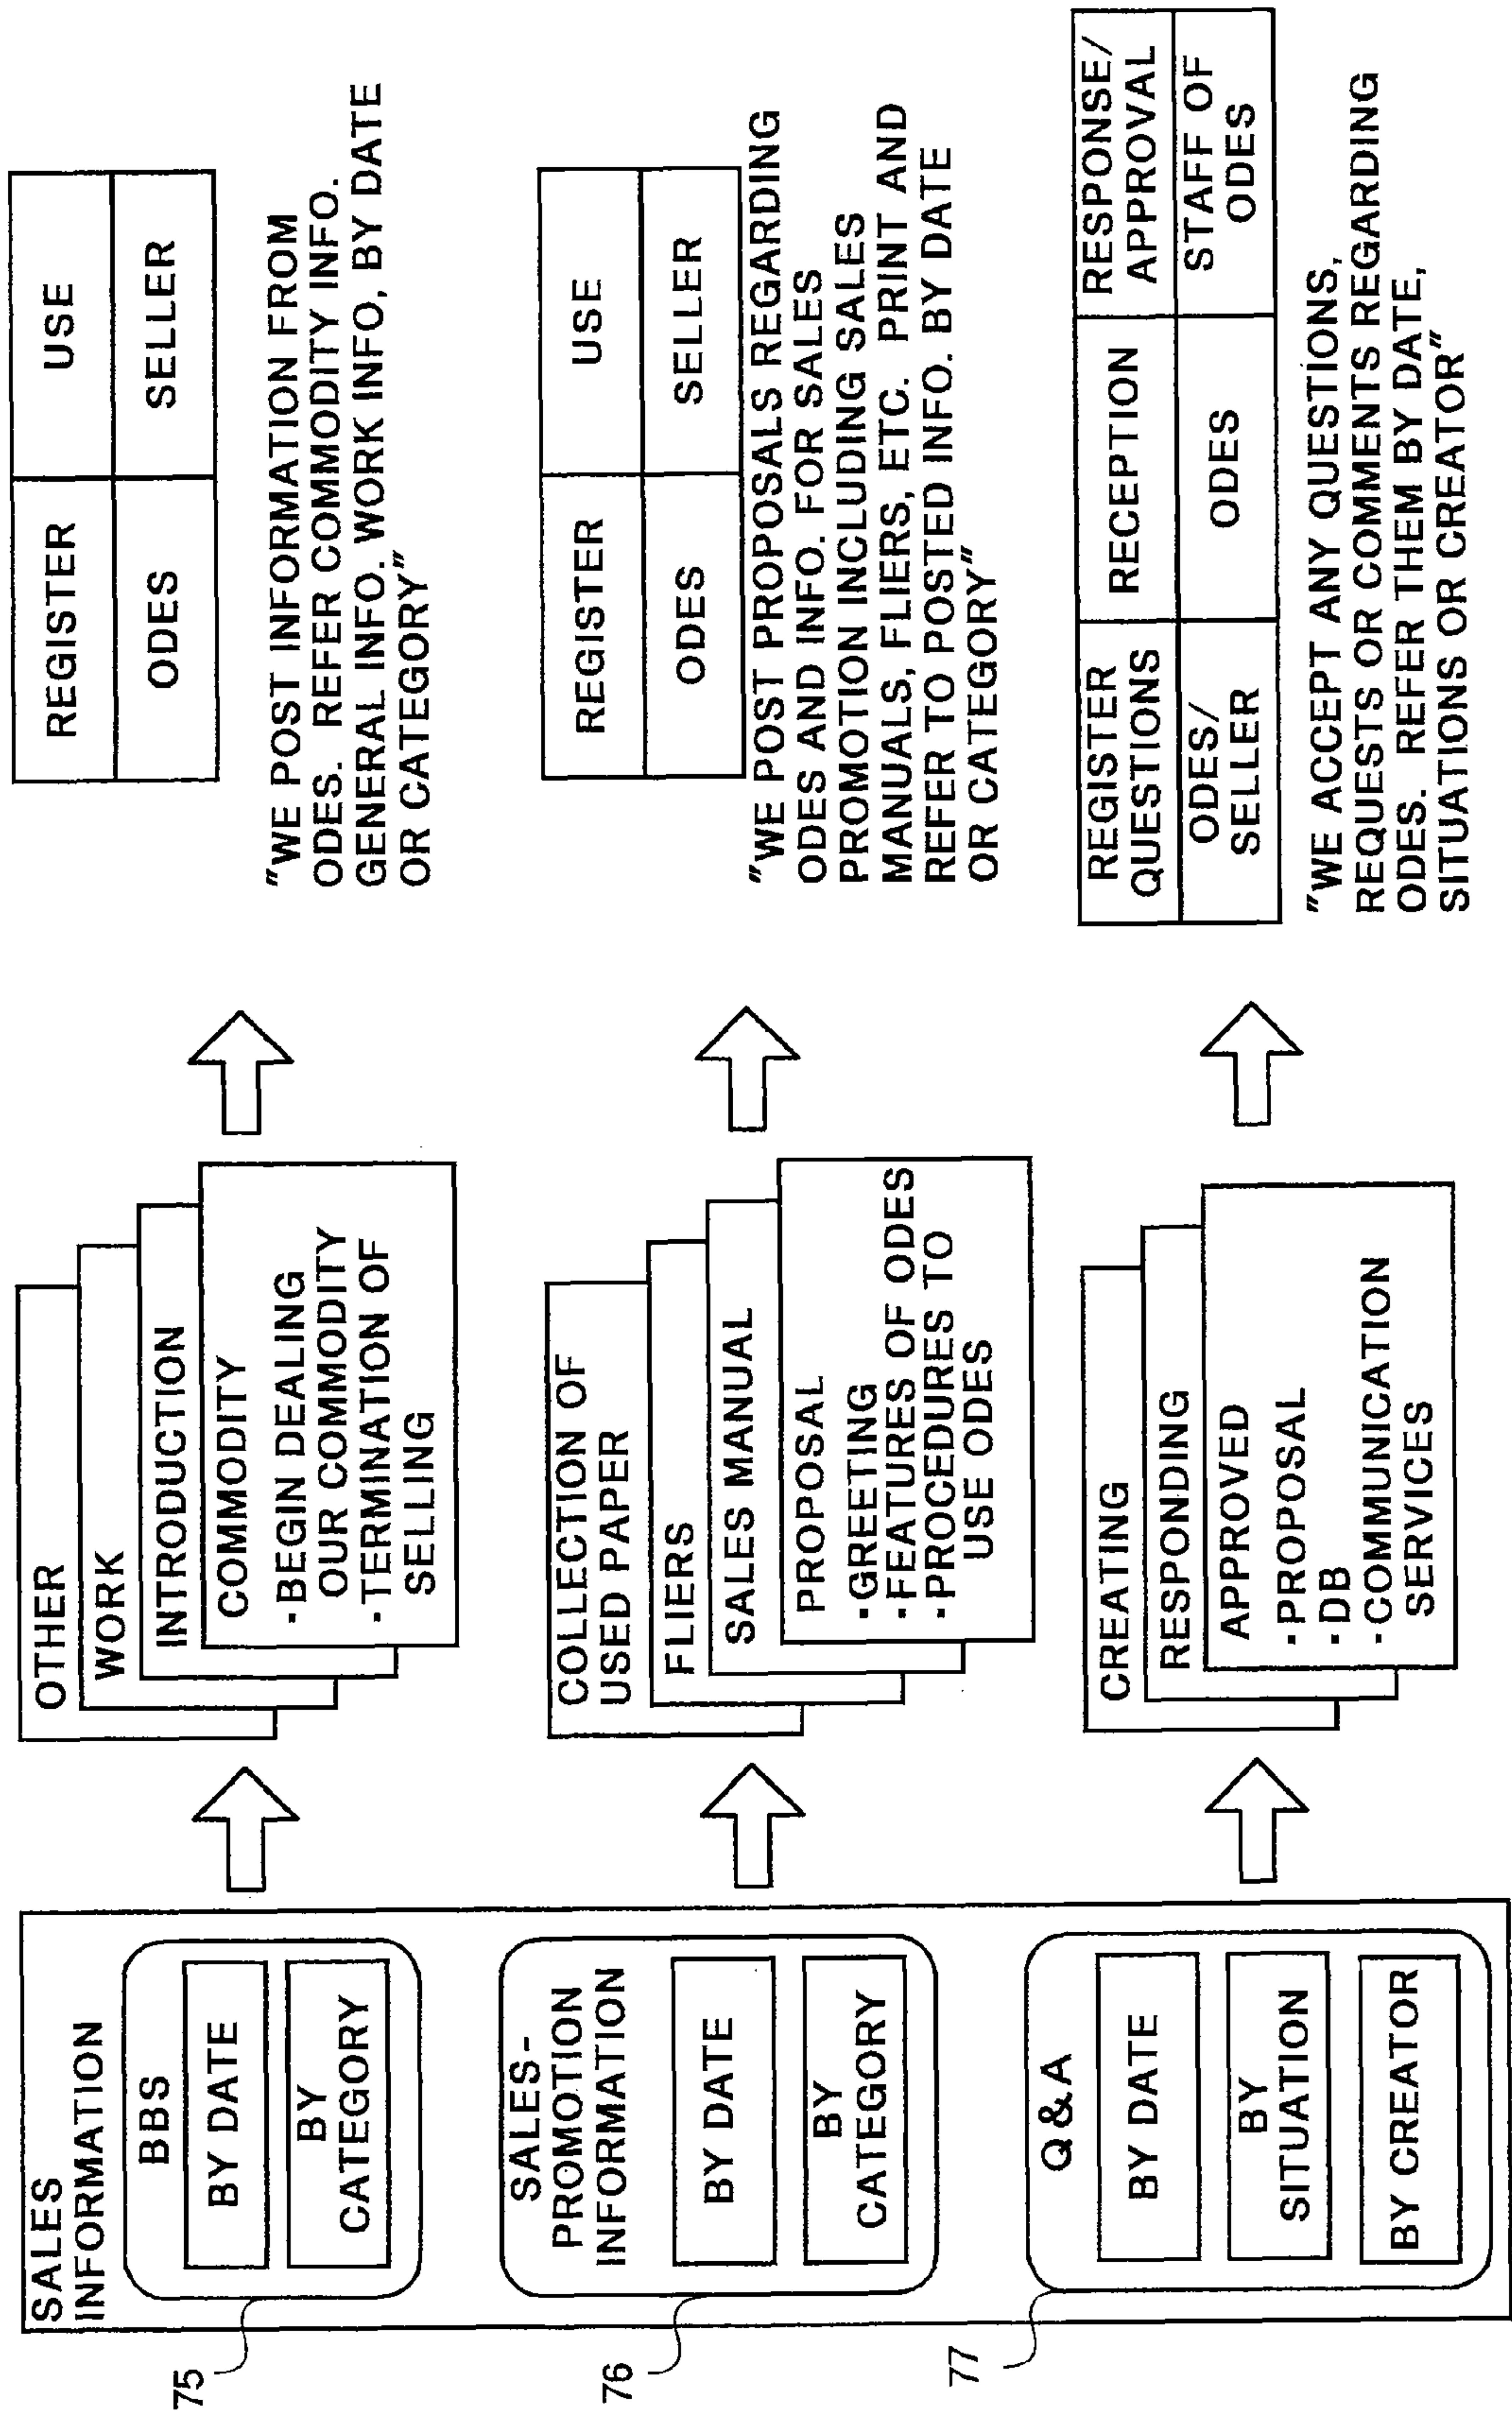 SALES
INFORMATION
BBS
BY DATE
BY
CATEGORY
75
OTHER
WORK
INTRODUCTION
COMMODITY
·BEGIN DEALING
OUR COMMODITY
·TERMINATION OF
SELLING
REGISTER
USE
ODES
SELLER
"WE POST INFORMATION FROM
ODES. REFER COMMODITY INFO.
GENERAL INFO. WORK INFO, BY DATE
OR CATEGORY"
SALES-
PROMOTION
INFORMATION
BY DATE
BY
CATEGORY
76
COLLECTION OF
USED PAPER
FLIERS
SALES MANUAL
PROPOSAL
·GREETING
·FEATURES OF ODES
·PROCEDURES TO
USE ODES
REGISTER
USE
ODES
SELLER
"WE POST PROPOSALS REGARDING
ODES AND INFO. FOR SALES
PROMOTION INCLUDING SALES
MANUALS, FLIERS, ETC. PRINT AND
REFER TO POSTED INFO. BY DATE
OR CATEGORY"
Q&A
BY DATE
BY
SITUATION
BY CREATOR
77
CREATING
RESPONDING
APPROVED
·PROPOSAL
·DB
·COMMUNICATION
SERVICES
REGISTER
QUESTIONS
RECEPTION
RESPONSE/
APPROVAL
ODES/
SELLER
ODES
STAFF OF
ODES
"WE ACCEPT ANY QUESTIONS,
REQUESTS OR COMMENTS REGARDING
ODES. REFER THEM BY DATE,
SITUATIONS OR CREATOR"